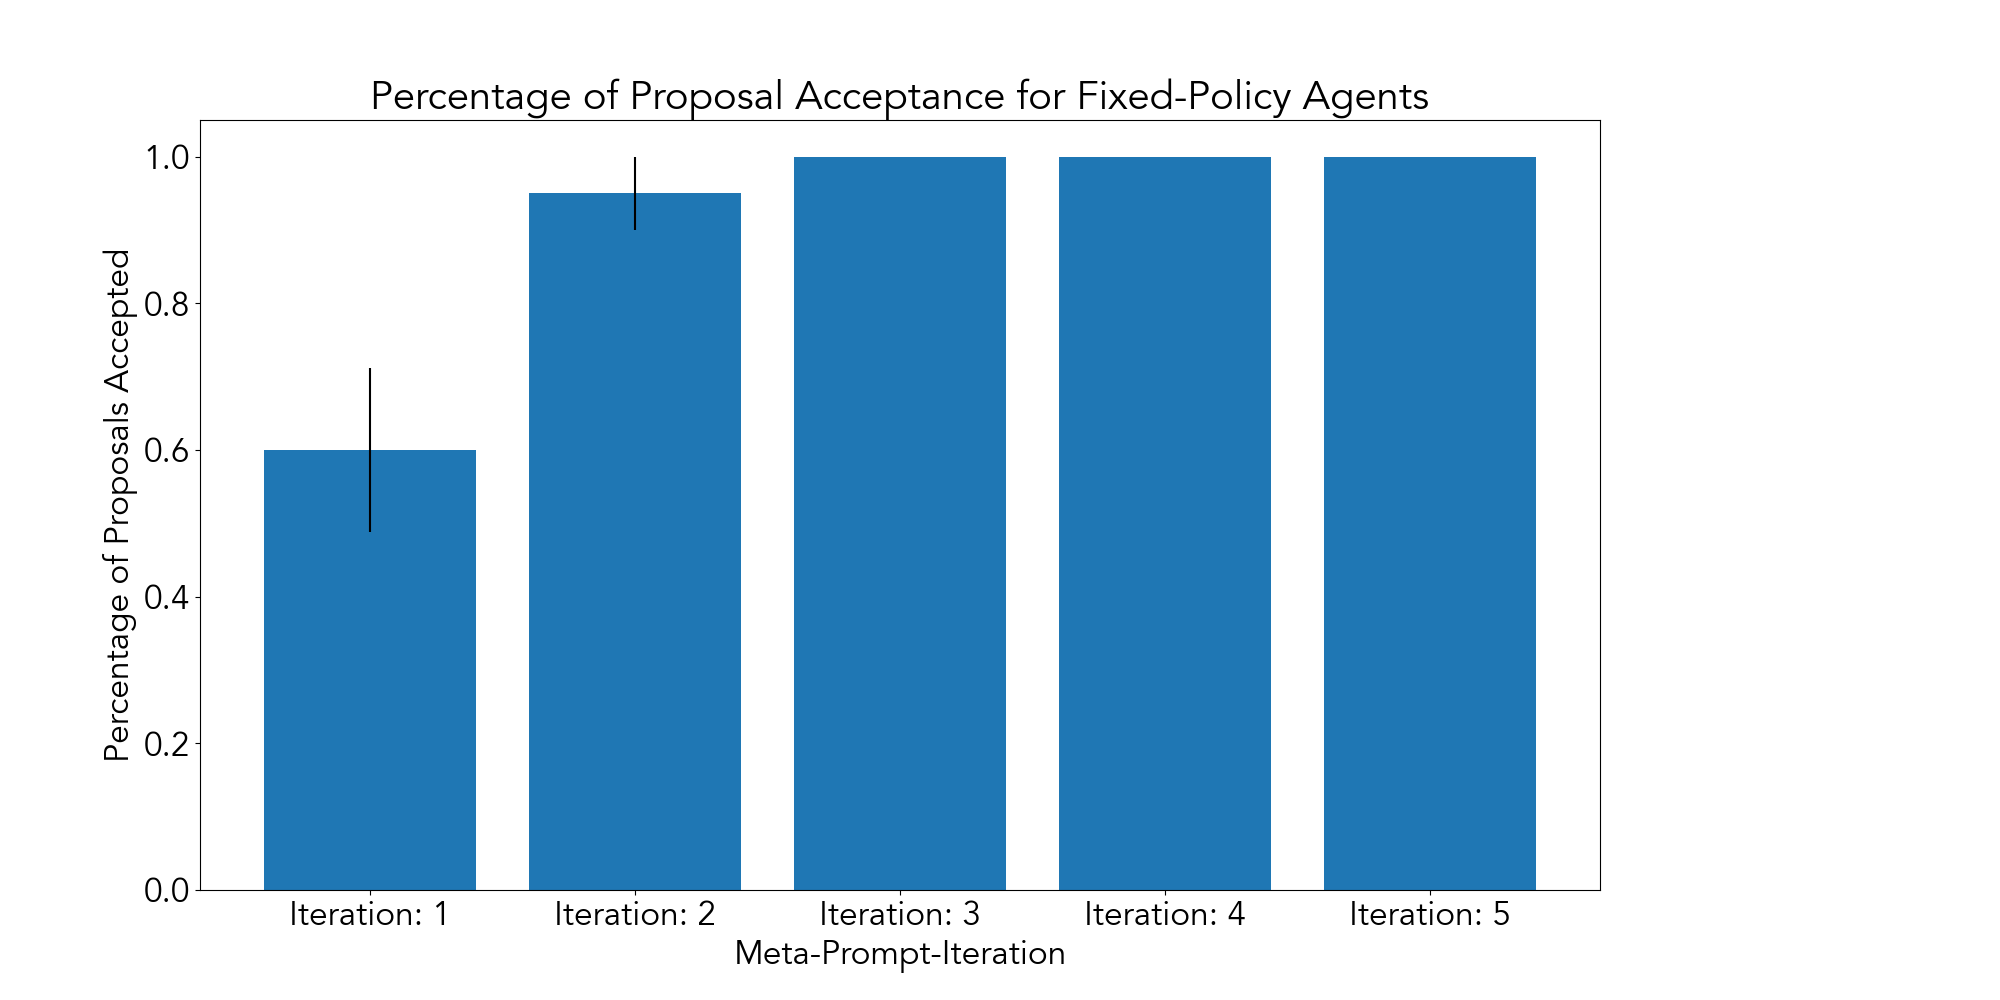 Percentage of Proposal Acceptance for Fixed-Policy Agents
Percentage of Proposals Accepted
1.0
0.8
0.6
0.4
0.2
0.0
Iteration: 1 Iteration: 2 Iteration: 3 Iteration: 4 Iteration: 5
Meta-Prompt-Iteration